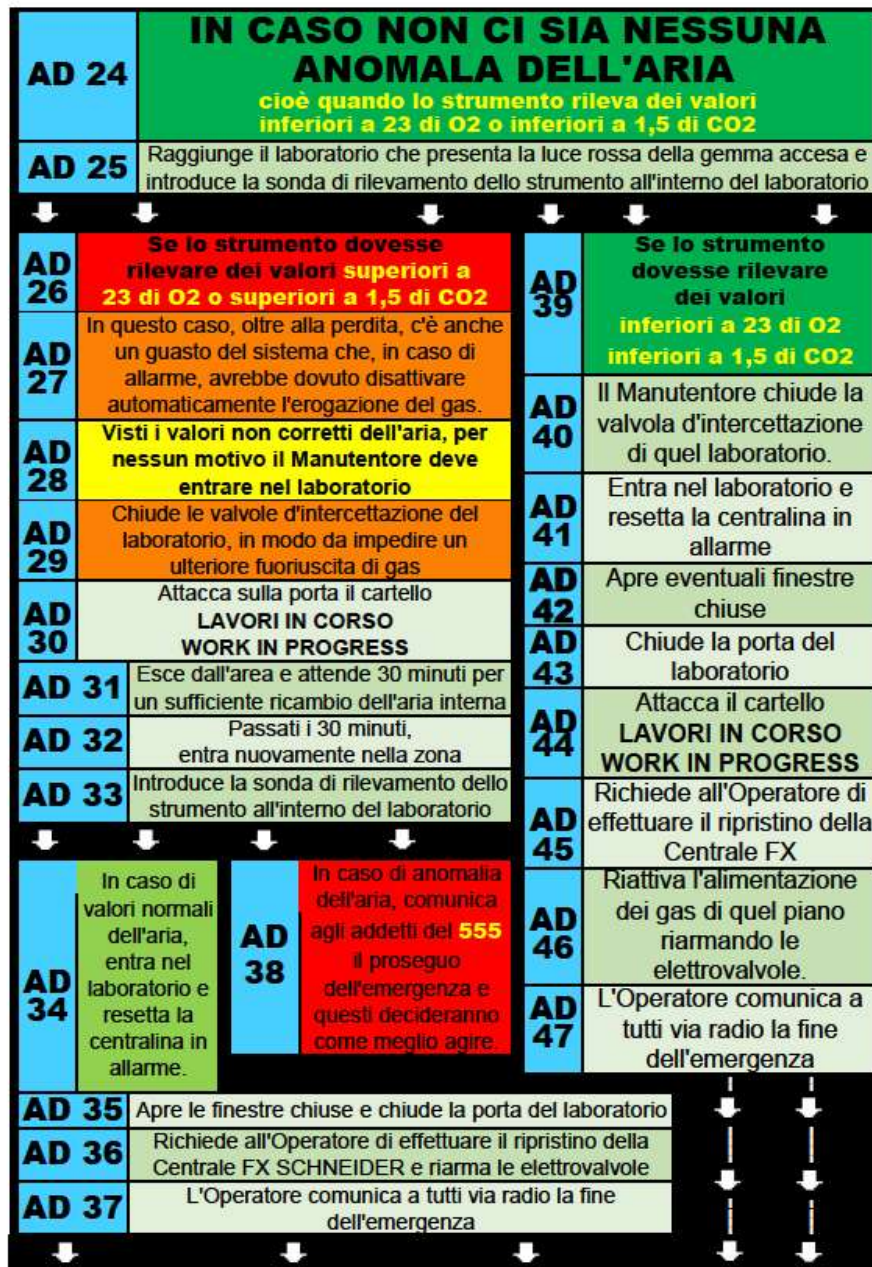 AD 24
IN CASO NON CI SIA NESSUNA
ANOMALA DELL'ARIA
cioè quando lo strumento rileva dei valori
inferiori a 23 di O2 o inferiori a 1,5 di CO2
AD 25
Raggiunge il laboratorio che presenta la luce rossa della gemma accesa e
introduce la sonda di rilevamento dello strumento all'interno del laboratorio
AD
26
Se lo strumento dovesse
rilevare dei valori superiori a
23 di O2 o superiori a 1,5 di CO2
AD
27
In questo caso, oltre alla perdita, c'è anche
un guasto del sistema che, in caso di
allarme, avrebbe dovuto disattivare
automaticamente l'erogazione del gas.
AD
28
Visti i valori non corretti dell'aria, per
nessun motivo il Manutentore deve
entrare nel laboratorio
AD
29
Chiude le valvole d'intercettazione del
laboratorio, in modo da impedire un
ulteriore fuoriuscita di gas
AD
30
Attacca sulla porta il cartello
LAVORI IN CORSO
WORK IN PROGRESS
AD 31
Esce dall'area e attende 30 minuti per
un sufficiente ricambio dell'aria interna
AD 32
Passati i 30 minuti,
entra nuovamente nella zona
AD 33
Introduce la sonda di rilevamento dello
strumento all'interno del laboratorio
AD
34
In caso di
valori normali
dell'aria,
entra nel
laboratorio e
resetta la
centralina in
allarme.
AD
38
In caso di anomalia
dell'aria, comunica
agli addetti del 555
il proseguo
dell'emergenza e
questi decideranno
come meglio agire.
AD 35
Apre le finestre chiuse e chiude la porta del laboratorio
AD 36
Richiede all'Operatore di effettuare il ripristino della
Centrale FX SCHNEIDER e riarma le elettrovalvole
AD 37
L'Operatore comunica a tutti via radio la fine
dell'emergenza
AD
39
Se lo strumento
dovesse rilevare
dei valori
inferiori a 23 di O2
inferiori a 1,5 di CO2
AD
40
Il Manutentore chiude la
valvola d'intercettazione
di quel laboratorio.
AD
41
Entra nel laboratorio e
resetta la centralina in
allarme
AD
42
Apre eventuali finestre
chiuse
AD
43
Chiude la porta del
laboratorio
AD
44
Attacca il cartello
LAVORI IN CORSO
WORK IN PROGRESS
AD
45
Richiede all'Operatore di
effettuare il ripristino della
Centrale FX
AD
46
Riattiva l'alimentazione
dei gas di quel piano
riarmando le
elettrovalvole.
AD
47
L'Operatore comunica a
tutti via radio la fine
dell'emergenza